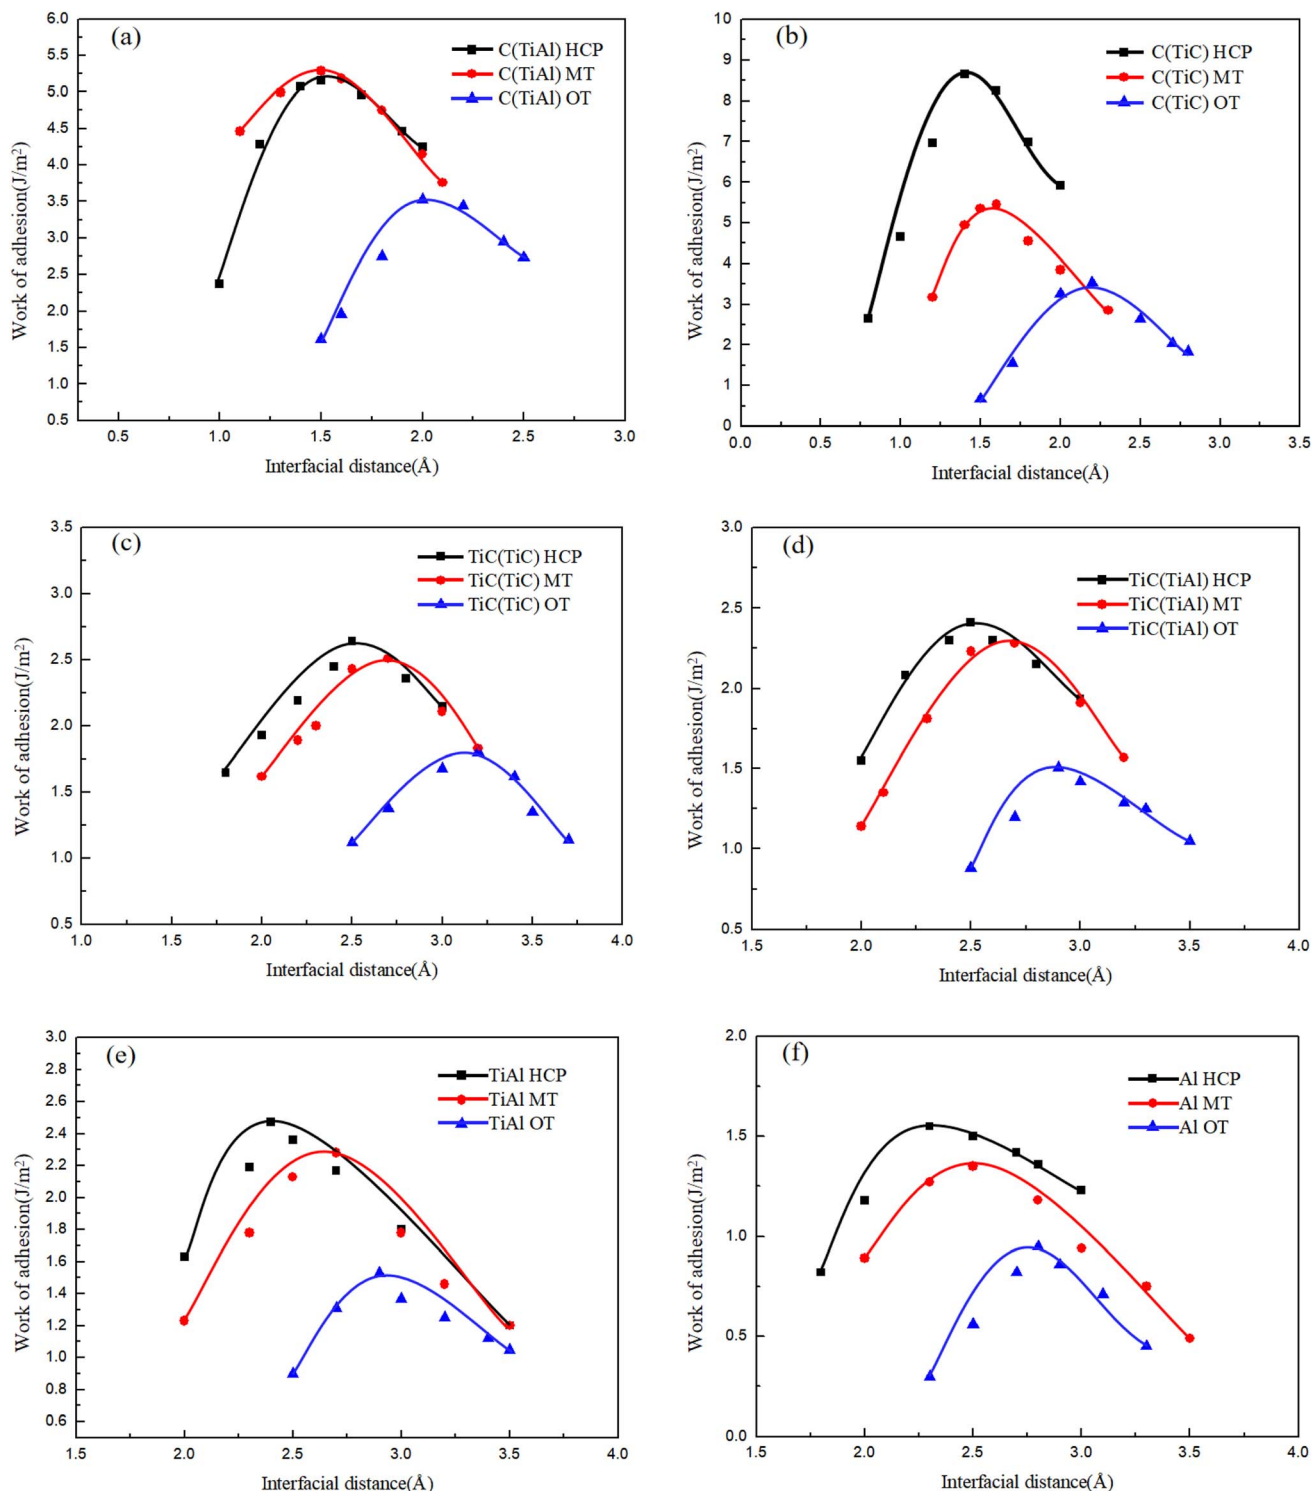 (a)
C(TiAl) HCP
C(TiAl) MT
C(TiAl) OT
Work of adhesion(J/m²)
6.0
5.5
5.0
4.5
4.0
3.5
3.0
2.5
2.0
1.5
1.0
0.5
0.5 1.0 1.5 2.0 2.5 3.0
Interfacial distance(Å)
(b)
C(TiC) HCP
C(TiC) MT
C(TiC) OT
Work of adhesion(J/m²)
10
9
8
7
6
5
4
3
2
1
0
0.0 0.5 1.0 1.5 2.0 2.5 3.0 3.5
Interfacial distance(Å)
(c)
TiC(TiC) HCP
TiC(TiC) MT
TiC(TiC) OT
Work of adhesion(J/m²)
3.5
3.0
2.5
2.0
1.5
1.0
0.5
1.0 1.5 2.0 2.5 3.0 3.5 4.0
Interfacial distance(Å)
(d)
TiC(TiAl) HCP
TiC(TiAl) MT
TiC(TiAl) OT
Work of adhesion(J/m²)
3.0
2.5
2.0
1.5
1.0
0.5
1.5 2.0 2.5 3.0 3.5 4.0
Interfacial distance(Å)
(e)
TiAl HCP
TiAl MT
TiAl OT
Work of adhesion(J/m²)
3.0
2.8
2.6
2.4
2.2
2.0
1.8
1.6
1.4
1.2
1.0
0.8
0.6
1.5 2.0 2.5 3.0 3.5 4.0
Interfacial distance(Å)
(f)
Al HCP
Al MT
Al OT
Work of adhesion(J/m²)
2.0
1.5
1.0
0.5
0.0
1.5 2.0 2.5 3.0 3.5 4.0
Interfacial distance(Å)